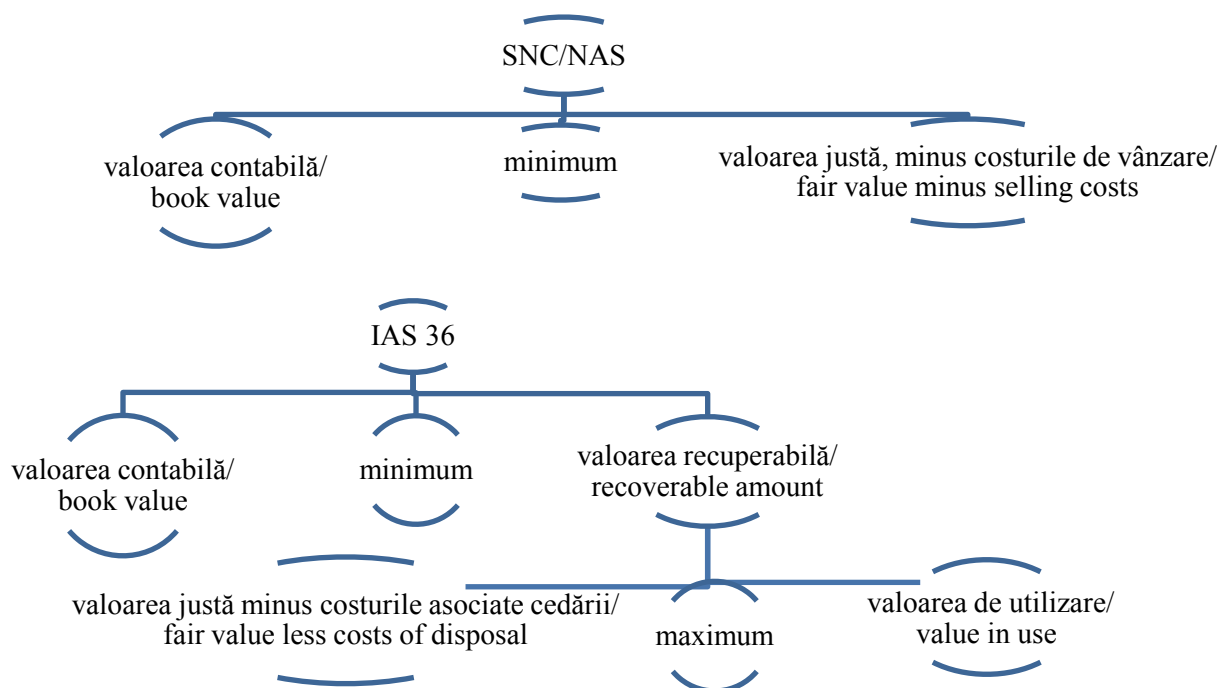 SNC/NAS
valoarea contabilă/
book value
minimum
valoarea justă, minus costurile de vânzare/
fair value minus selling costs
IAS 36
valoarea contabilă/
book value
minimum
valoarea recuperabilă/
recoverable amount
valoarea justă minus costurile asociate cedării/
fair value less costs of disposal
maximum
valoarea de utilizare/
value in use